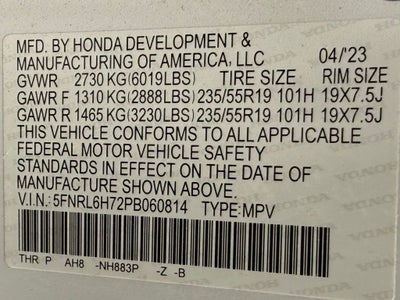 MFD. BY HONDA DEVELOPMENT &
MANUFACTURING OF AMERICA, LLC 04/'23
GVWR 2730 KG(6019LBS) TIRE SIZE RIM SIZE
GAWR F 1310 KG(2888LBS) 235/55R19 101H 19X7.5J
GAWR R 1465 KG(3230LBS) 235/55R19 101H 19X7.5J
THIS VEHICLE CONFORMS TO ALL APPLICABLE
FEDERAL MOTOR VEHICLE SAFETY
STANDARDS IN EFFECT ON THE DATE OF
MANUFACTURE SHOWN ABOVE.
V.I.N.: 5FNRL6H72PB060814 TYPE: MPV
THR P AH8 -NH883P -Z -B